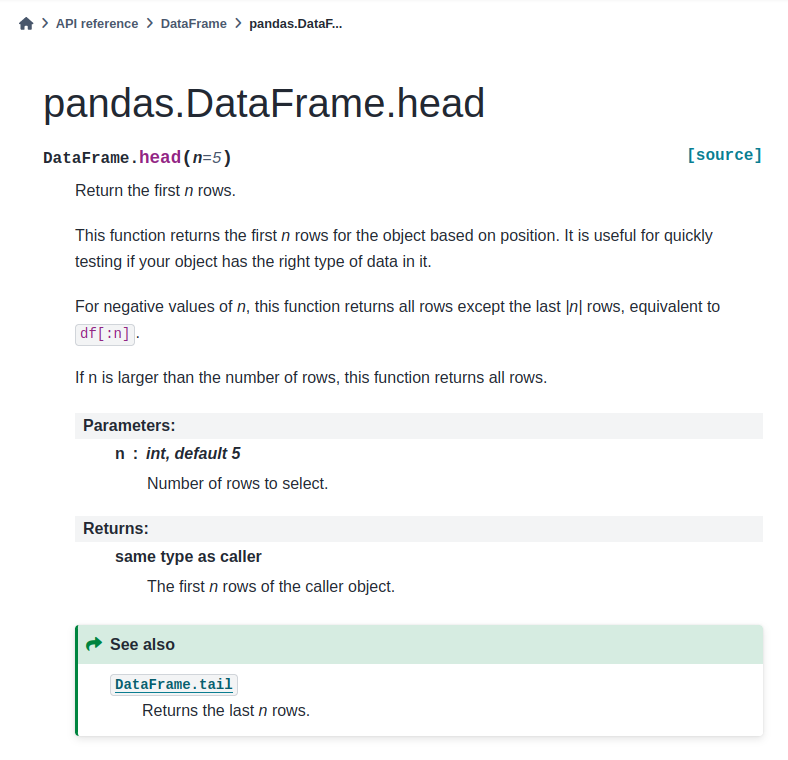 API reference > DataFrame > pandas.DataF...
pandas.DataFrame.head
DataFrame.head(n=5) [source]
Return the first n rows.
This function returns the first n rows for the object based on position. It is useful for quickly
testing if your object has the right type of data in it.
For negative values of n, this function returns all rows except the last |n| rows, equivalent to
df[:n].
If n is larger than the number of rows, this function returns all rows.
Parameters:
n : int, default 5
Number of rows to select.
Returns:
same type as caller
The first n rows of the caller object.
See also
DataFrame.tail
Returns the last n rows.